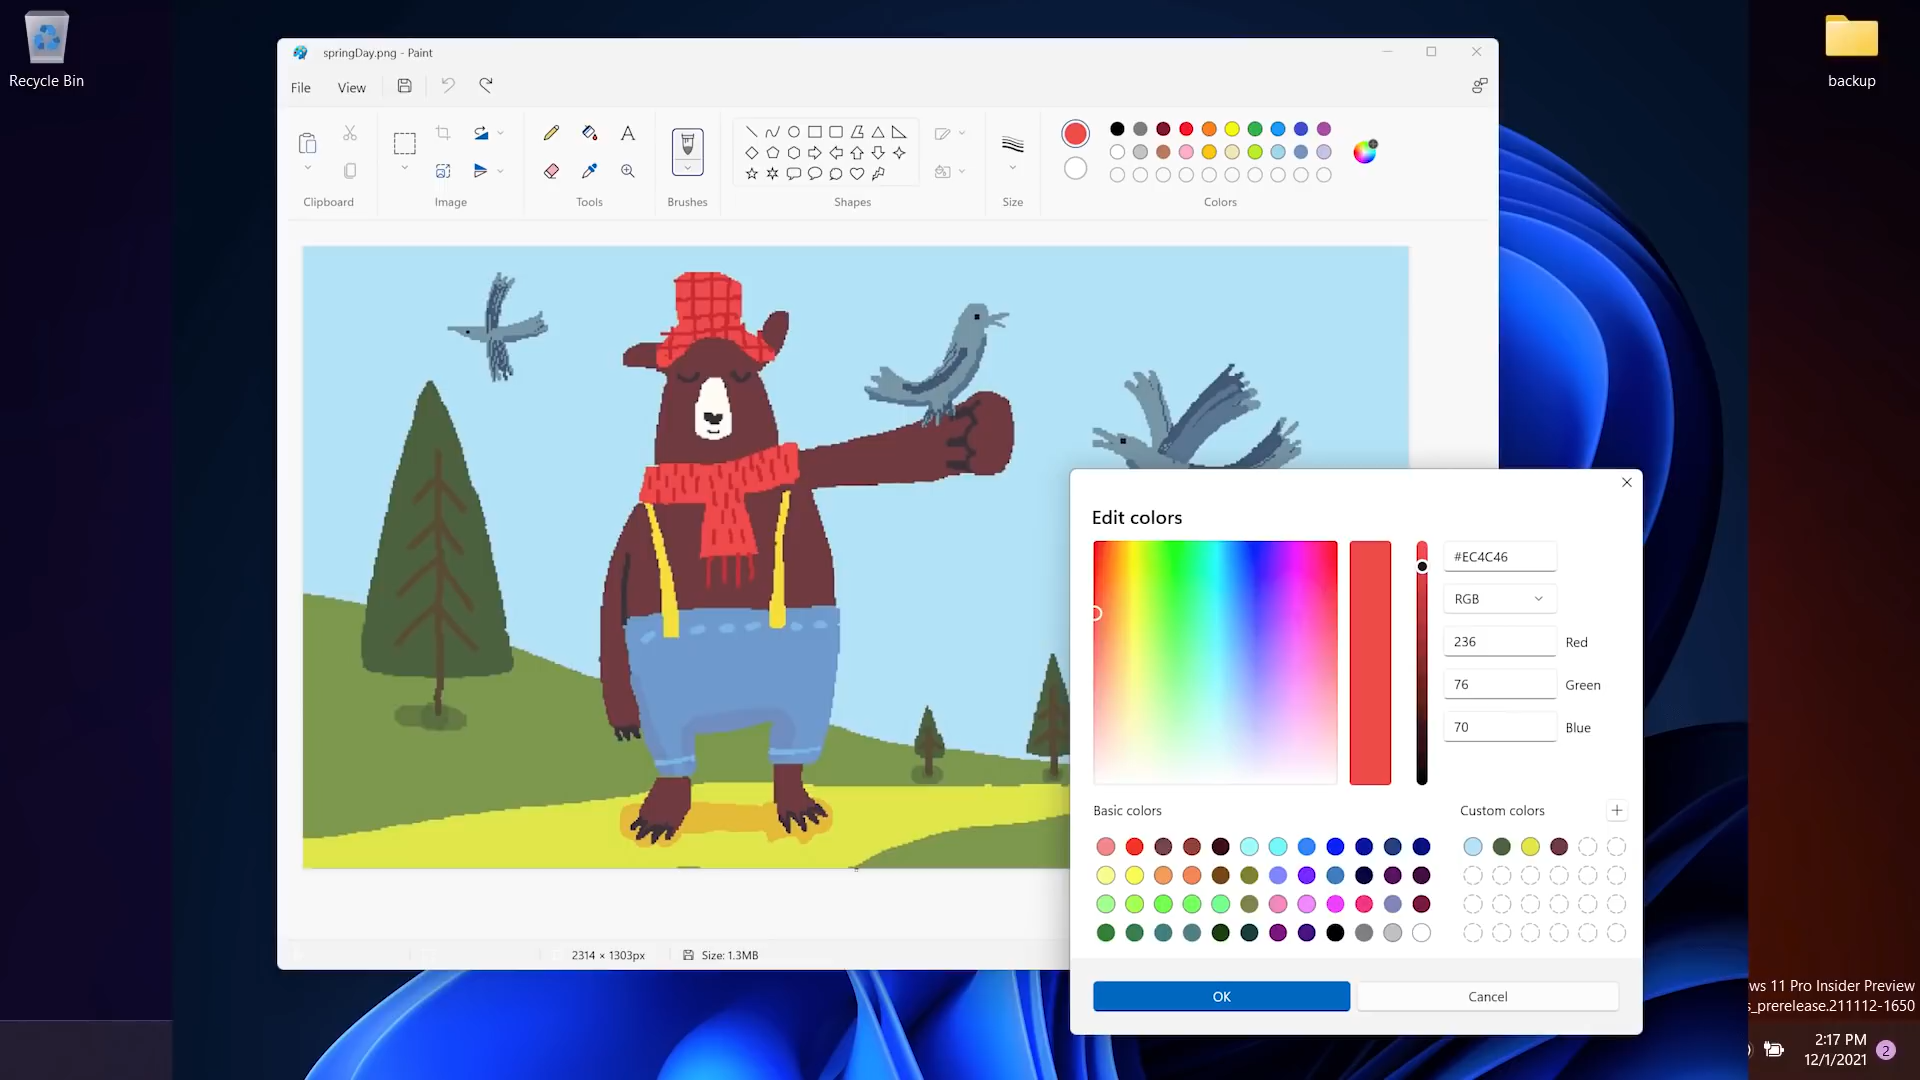 Recycle Bin
backup
springDay.png - Paint
File View
Clipboard
Image
Tools
Brushes
Shapes
Size
Colors
Edit colors
#EC4C46
RGB
236 Red
76 Green
70 Blue
Basic colors
Custom colors
OK
Cancel
2314 × 1303px
Size: 1.3MB
ws 11 Pro Insider Preview
s_prerelease.211112-1650
2:17 PM
12/1/2021
2